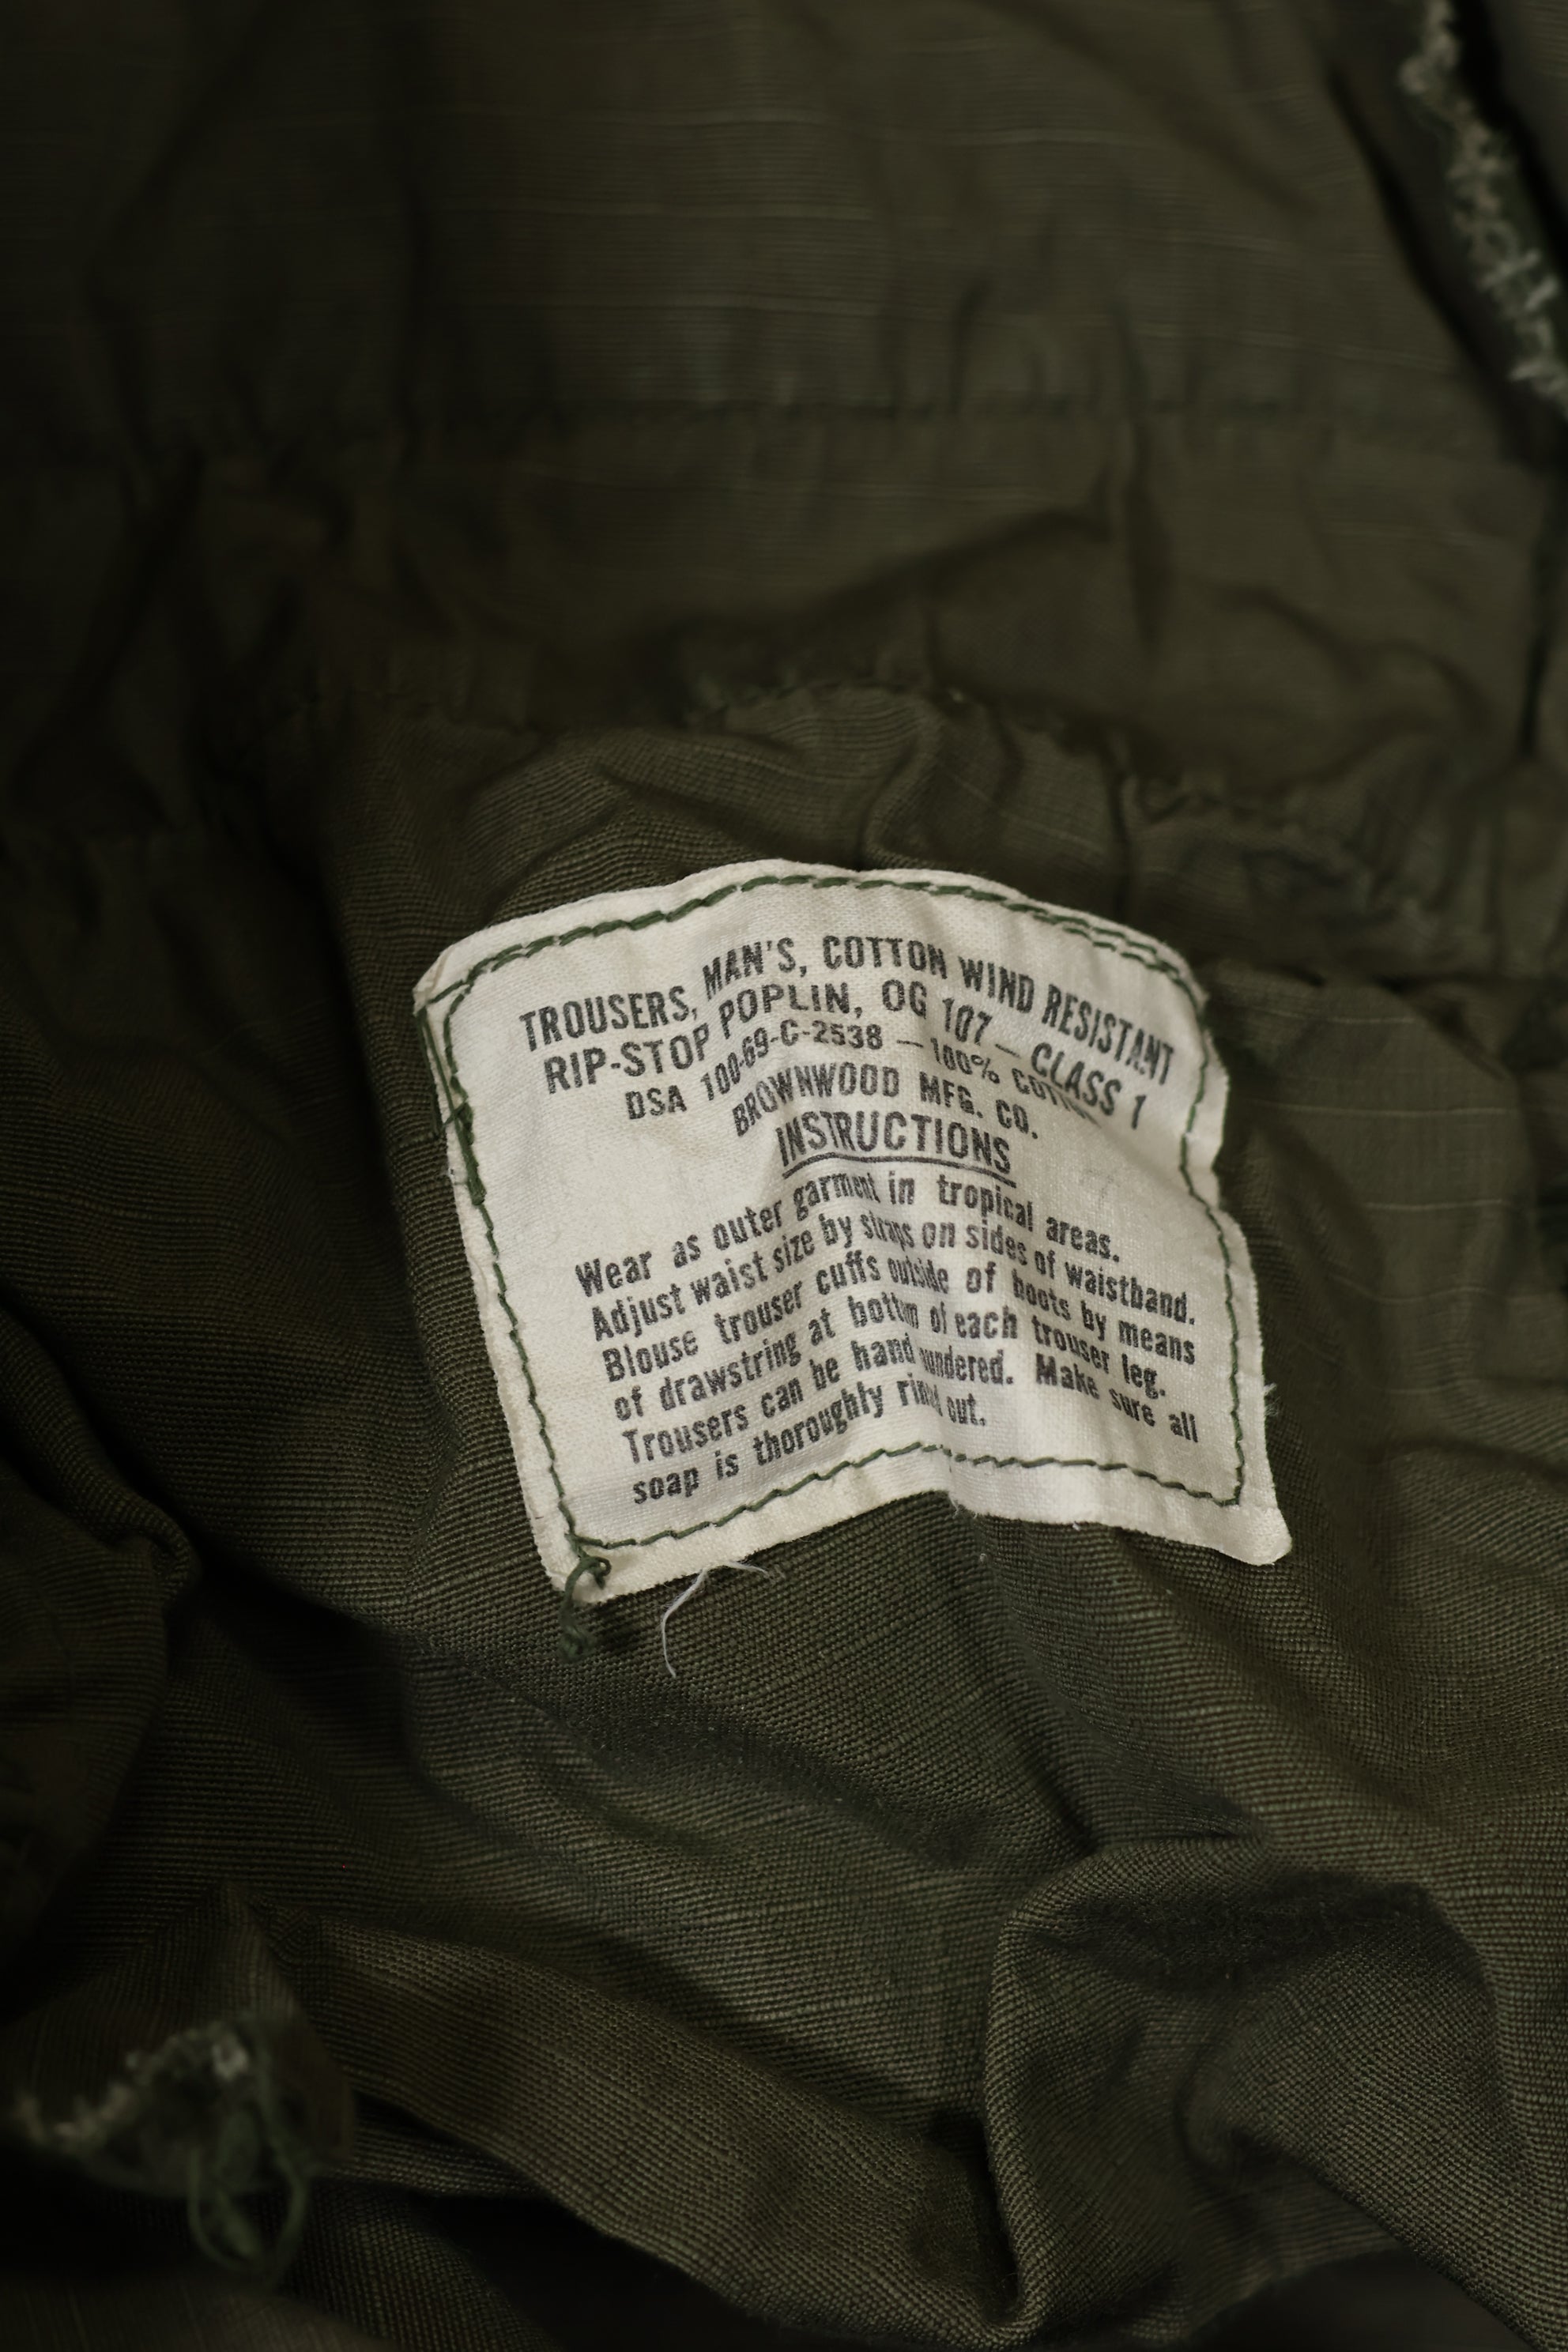 TROUSERS, MAN'S, COTTON WIND RESISTANT
RIP-STOP POPLIN, OG 107 — CLASS 1
DSA 100-69-C-2538 — 100% COTTON
BROWNWOOD MFG. CO.
INSTRUCTIONS
Wear as outer garment in tropical areas.
Adjust waist size by straps on sides of waistband.
Blouse trouser cuffs outside of boots by means
of drawstring at bottom of each trouser leg.
Trousers can be hand laundered. Make sure all
soap is thoroughly rinsed out.